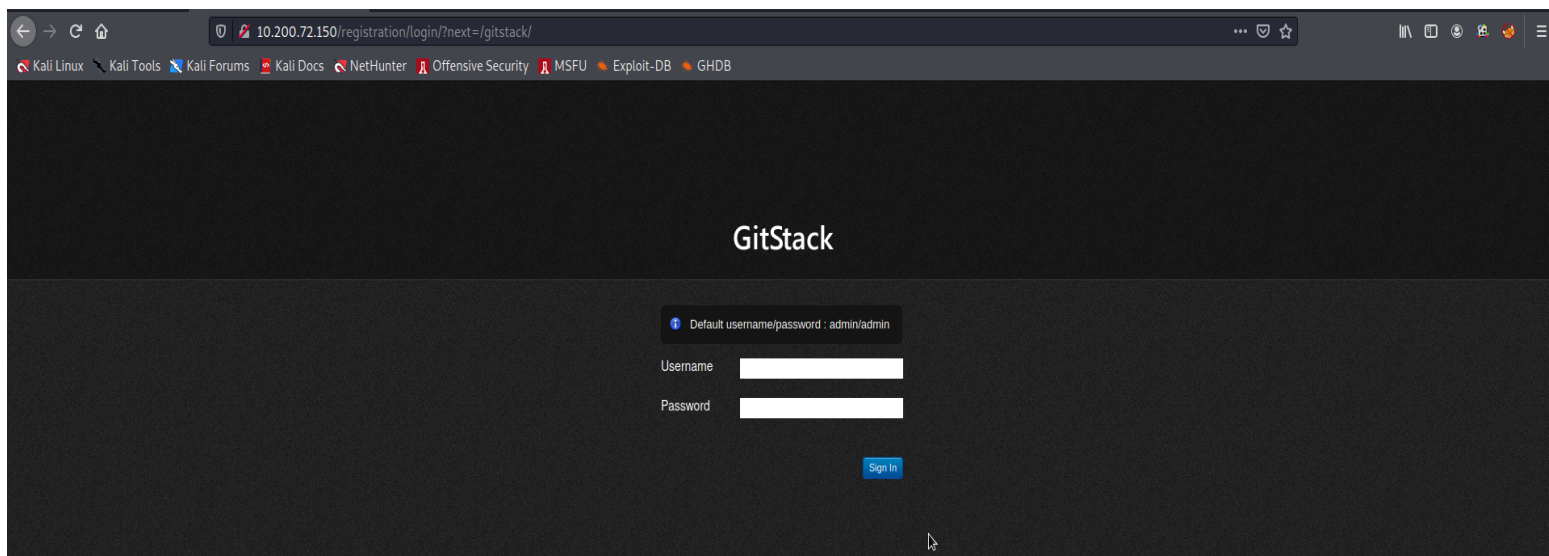 10.200.72.150/registration/login/?next=/gitstack/
Kali Linux Kali Tools Kali Forums Kali Docs NetHunter Offensive Security MSFU Exploit-DB GHDB
GitStack
Default username/password : admin/admin
Username
Password
Sign In